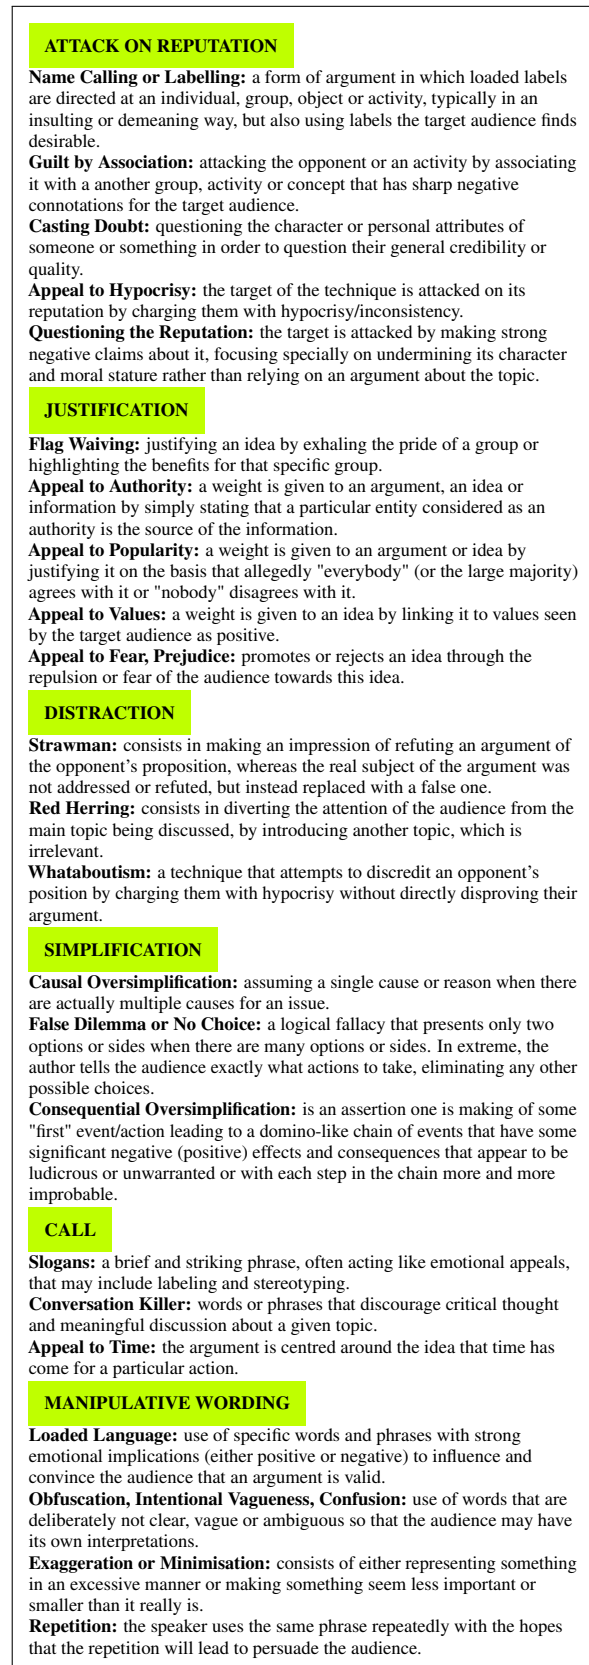 ATTACK ON REPUTATION
Name Calling or Labelling: a form of argument in which loaded labels
are directed at an individual, group, object or activity, typically in an
insulting or demeaning way, but also using labels the target audience finds
desirable.
Guilt by Association: attacking the opponent or an activity by associating
it with a another group, activity or concept that has sharp negative
connotations for the target audience.
Casting Doubt: questioning the character or personal attributes of
someone or something in order to question their general credibility or
quality.
Appeal to Hypocrisy: the target of the technique is attacked on its
reputation by charging them with hypocrisy/inconsistency.
Questioning the Reputation: the target is attacked by making strong
negative claims about it, focusing specially on undermining its character
and moral stature rather than relying on an argument about the topic.
JUSTIFICATION
Flag Waiving: justifying an idea by exhaling the pride of a group or
highlighting the benefits for that specific group.
Appeal to Authority: a weight is given to an argument, an idea or
information by simply stating that a particular entity considered as an
authority is the source of the information.
Appeal to Popularity: a weight is given to an argument or idea by
justifying it on the basis that allegedly "everybody" (or the large majority)
agrees with it or "nobody" disagrees with it.
Appeal to Values: a weight is given to an idea by linking it to values seen
by the target audience as positive.
Appeal to Fear, Prejudice: promotes or rejects an idea through the
repulsion or fear of the audience towards this idea.
DISTRACTION
Strawman: consists in making an impression of refuting an argument of
the opponent's proposition, whereas the real subject of the argument was
not addressed or refuted, but instead replaced with a false one.
Red Herring: consists in diverting the attention of the audience from the
main topic being discussed, by introducing another topic, which is
irrelevant.
Whataboutism: a technique that attempts to discredit an opponent's
position by charging them with hypocrisy without directly disproving their
argument.
SIMPLIFICATION
Causal Oversimplification: assuming a single cause or reason when there
are actually multiple causes for an issue.
False Dilemma or No Choice: a logical fallacy that presents only two
options or sides when there are many options or sides. In extreme, the
author tells the audience exactly what actions to take, eliminating any other
possible choices.
Consequential Oversimplification: is an assertion one is making of some
"first" event/action leading to a domino-like chain of events that have some
significant negative (positive) effects and consequences that appear to be
ludicrous or unwarranted or with each step in the chain more and more
improbable.
CALL
Slogans: a brief and striking phrase, often acting like emotional appeals,
that may include labeling and stereotyping.
Conversation Killer: words or phrases that discourage critical thought
and meaningful discussion about a given topic.
Appeal to Time: the argument is centred around the idea that time has
come for a particular action.
MANIPULATIVE WORDING
Loaded Language: use of specific words and phrases with strong
emotional implications (either positive or negative) to influence and
convince the audience that an argument is valid.
Obfuscation, Intentional Vagueness, Confusion: use of words that are
deliberately not clear, vague or ambiguous so that the audience may have
its own interpretations.
Exaggeration or Minimisation: consists of either representing something
in an excessive manner or making something seem less important or
smaller than it really is.
Repetition: the speaker uses the same phrase repeatedly with the hopes
that the repetition will lead to persuade the audience.